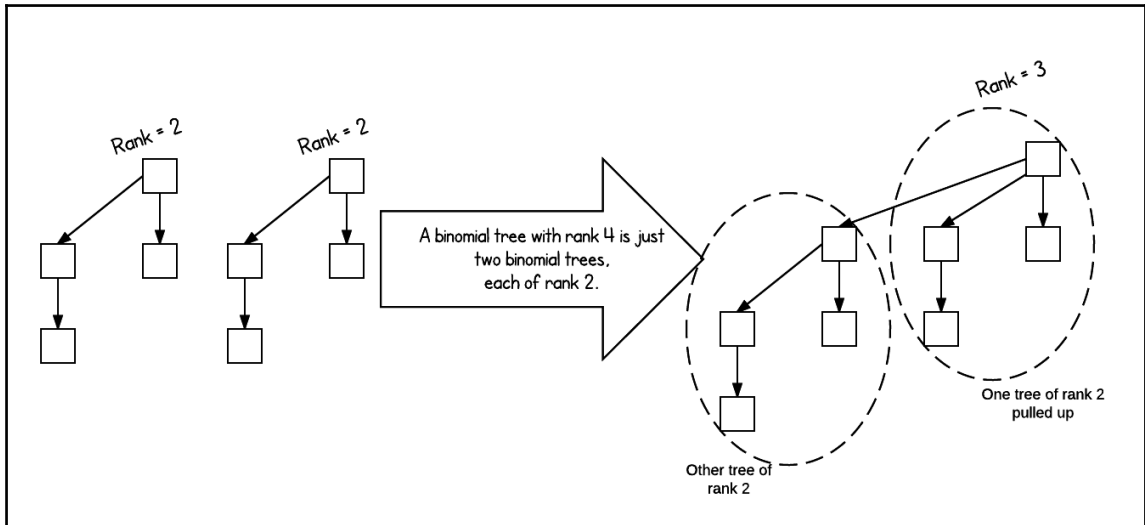 Rank = 2
Rank = 2
A binomial tree with rank 4 is just
two binomial trees,
each of rank 2.
Rank = 3
One tree of rank 2
pulled up
Other tree of
rank 2